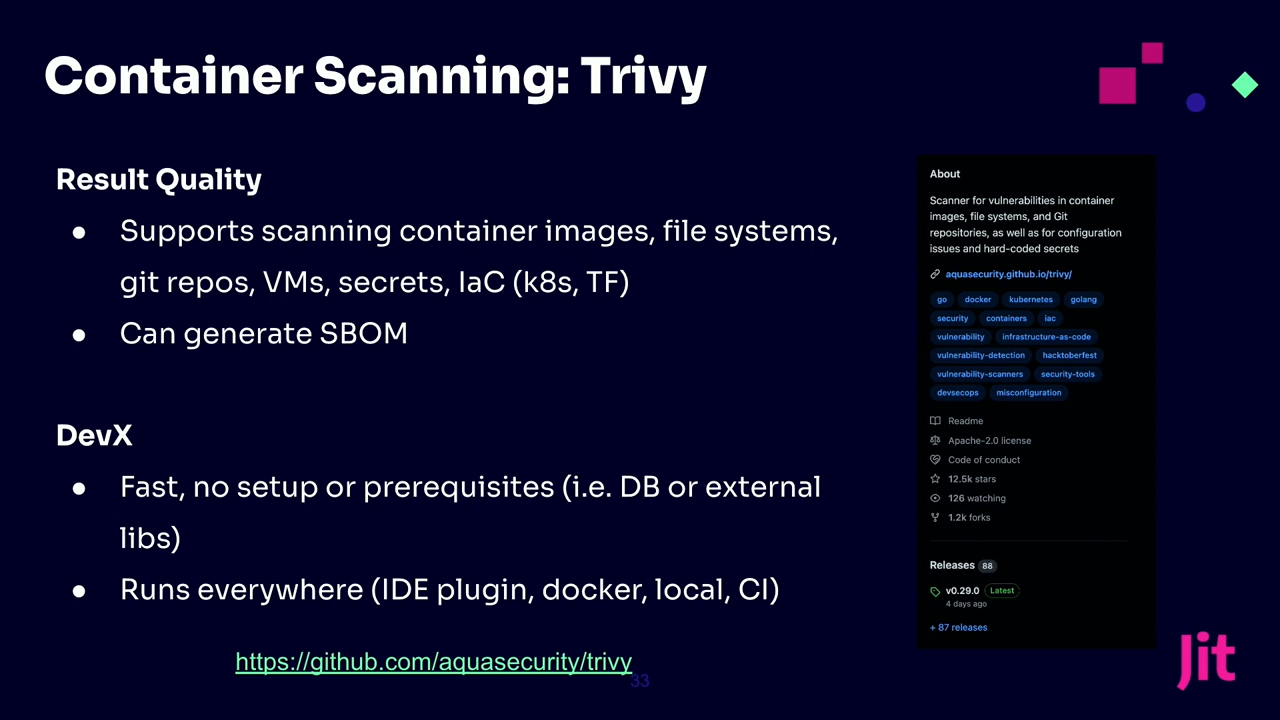 Container Scanning: Trivy
Result Quality
● Supports scanning container images, file systems,
git repos, VMs, secrets, IaC (k8s, TF)
● Can generate SBOM
DevX
● Fast, no setup or prerequisites (i.e. DB or external
libs)
● Runs everywhere (IDE plugin, docker, local, CI)
https://github.com/aquasecurity/trivy
33
About
Scanner for vulnerabilities in container
images, file systems, and Git
repositories, as well as for configuration
issues and hard-coded secrets
aquasecurity.github.io/trivy/
go docker kubernetes golang
security containers iac
vulnerability infrastructure-as-code
vulnerability-detection hacktoberfest
vulnerability-scanners security-tools
devsecops misconfiguration
Readme
Apache-2.0 license
Code of conduct
12.5k stars
126 watching
1.2k forks
Releases 88
v0.29.0 Latest
4 days ago
+ 87 releases
Jit